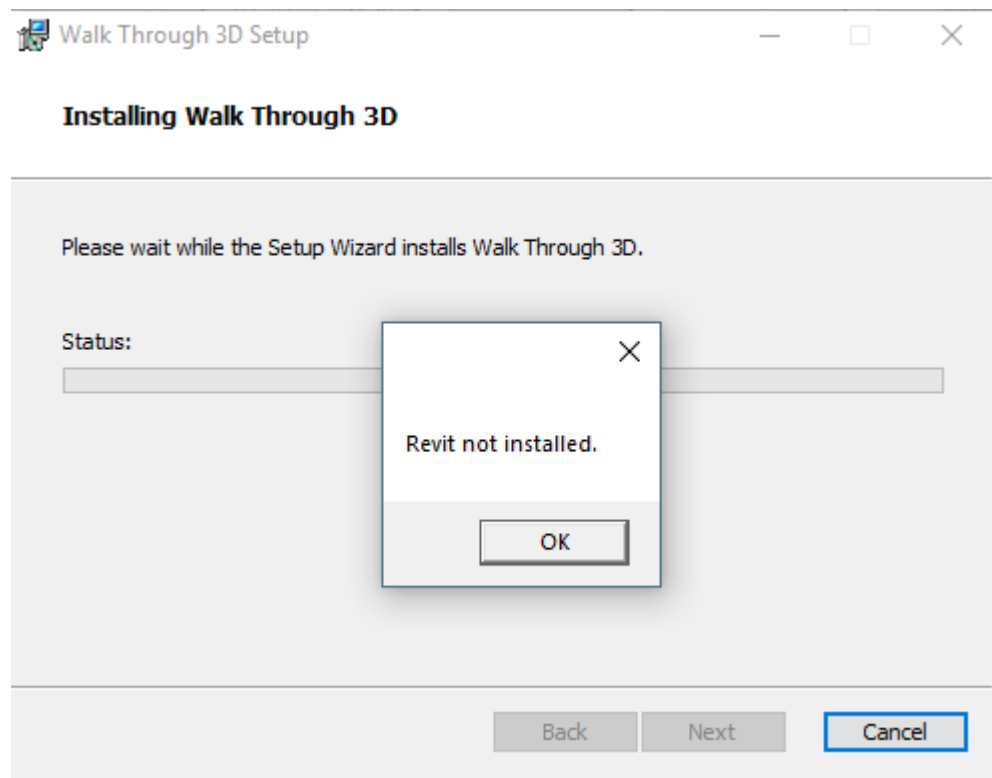 Walk Through 3D Setup
Installing Walk Through 3D
Please wait while the Setup Wizard installs Walk Through 3D.
Status:
Revit not installed.
OK
Back Next Cancel